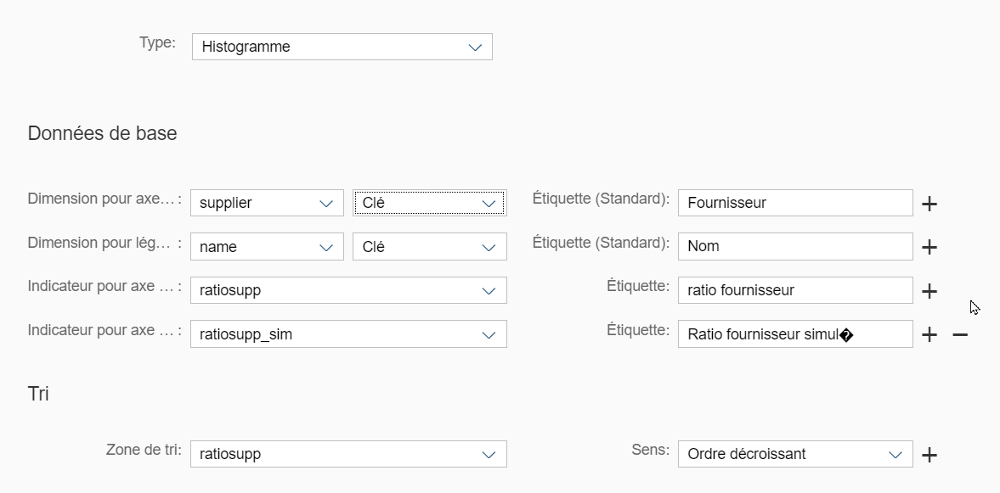 Type: Histogramme
Données de base
Dimension pour axe… : supplier Clé Étiquette (Standard): Fournisseur
Dimension pour lég… : name Clé Étiquette (Standard): Nom
Indicateur pour axe … : ratiosupp Étiquette: ratio fournisseur
Indicateur pour axe … : ratiosupp_sim Étiquette: Ratio fournisseur simul�
Tri
Zone de tri: ratiosupp Sens: Ordre décroissant